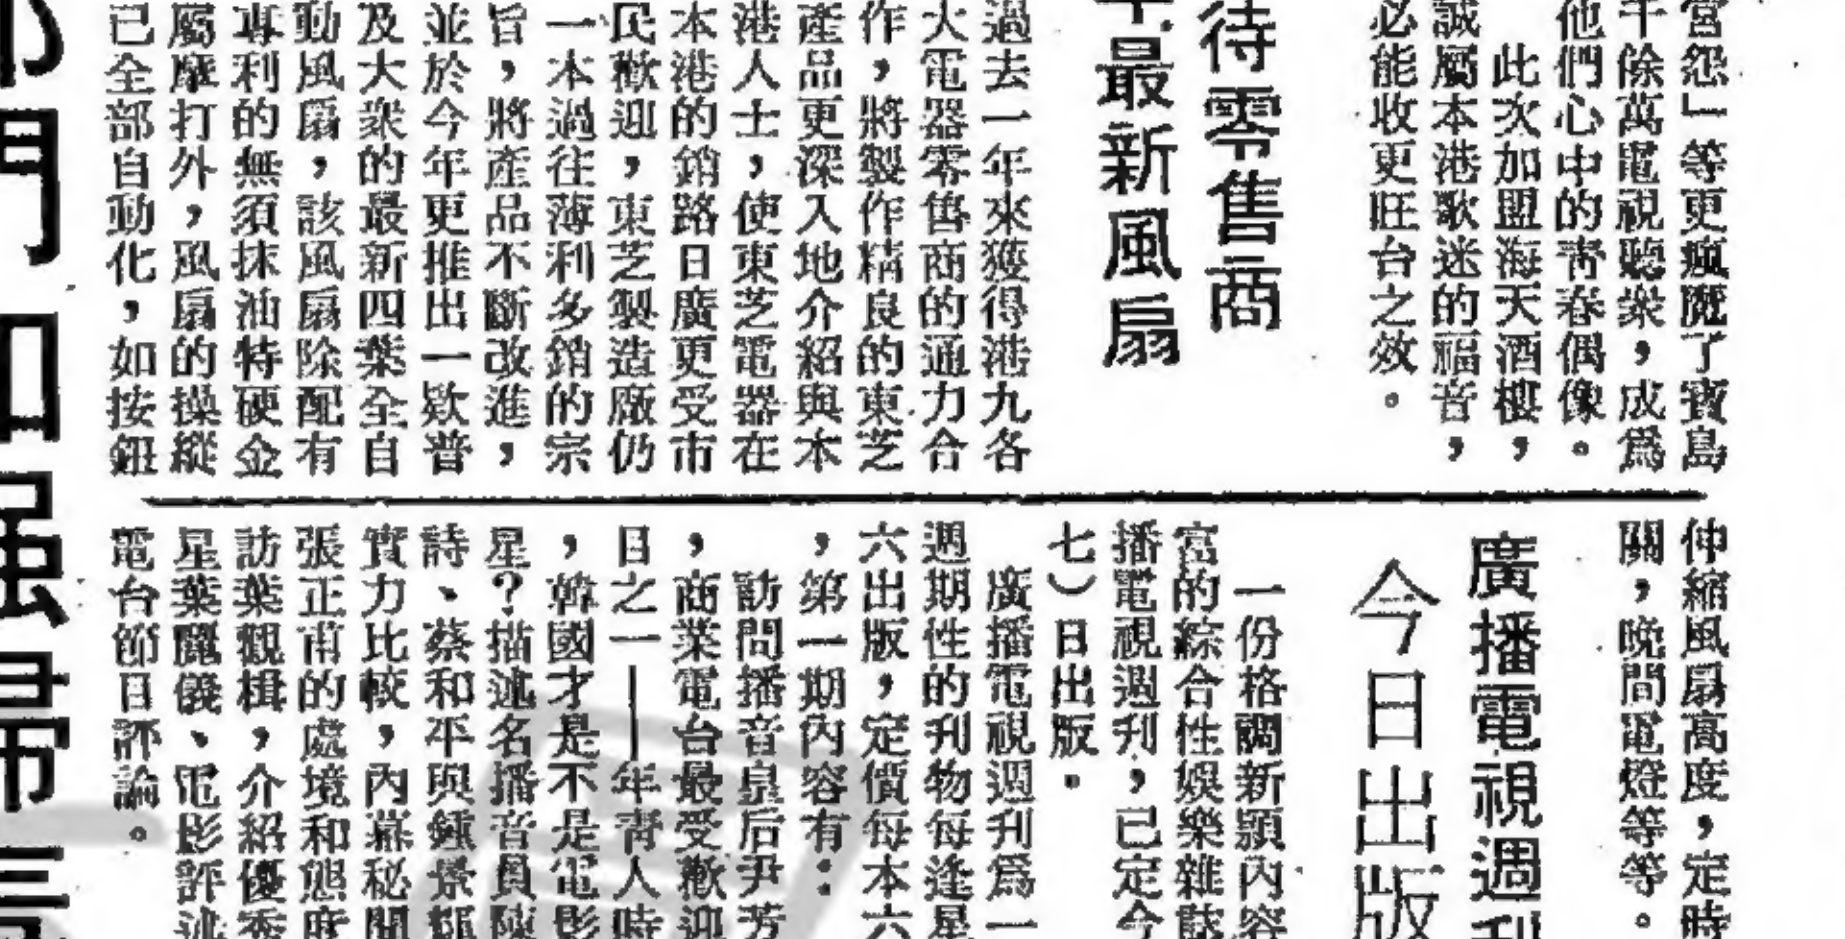 怨」等更瘋魔了寶島
千餘萬電視聽衆，成爲
他們心中的靑春偶像。
此次加盟海天酒樓，
誠屬本港歌迷的福音，
必能收更旺台之效。
待零售商
最新風扇
過去一年來獲得港九各
大電器零售商的通力合
作，將製作精良的東芝
產品更深入地介紹與本
港人士，使東芝電器在
本港的銷路日廣更受市
民歡迎，東芝製造廠仍
一本過往薄利多銷的宗
旨，將產品不斷改進，
並於今年更推出一欵普
及大衆的最新四葉全自
動風扇，該風扇除配有
專利的無須抹油特硬金
屬摩打外，風扇的操縱
已全部自動化，如按鈕
伸縮風扇高度，定時
關，晚間電燈等等。
廣播電視週刊
今日出版
一份格調新穎內容
富的綜合性娛樂雜誌
播電視週刊，已定今
七）日出版。
廣播電視週刊爲一
週期性的刊物每逢星
六出版，定價每本六
，第一期內容有：
訪問播音皇后尹芳
，商業電台最受歡迎
目之一——年靑人時
，韓國才是不是電影
星？描述名播音員陳
詩、蔡和平與鍾景輝
實力比較，內幕秘聞
張正甫的處境和態度
訪葉觀楫，介紹優秀
星葉麗儀、電影評述
電台節目評論。
部門加强掃毒